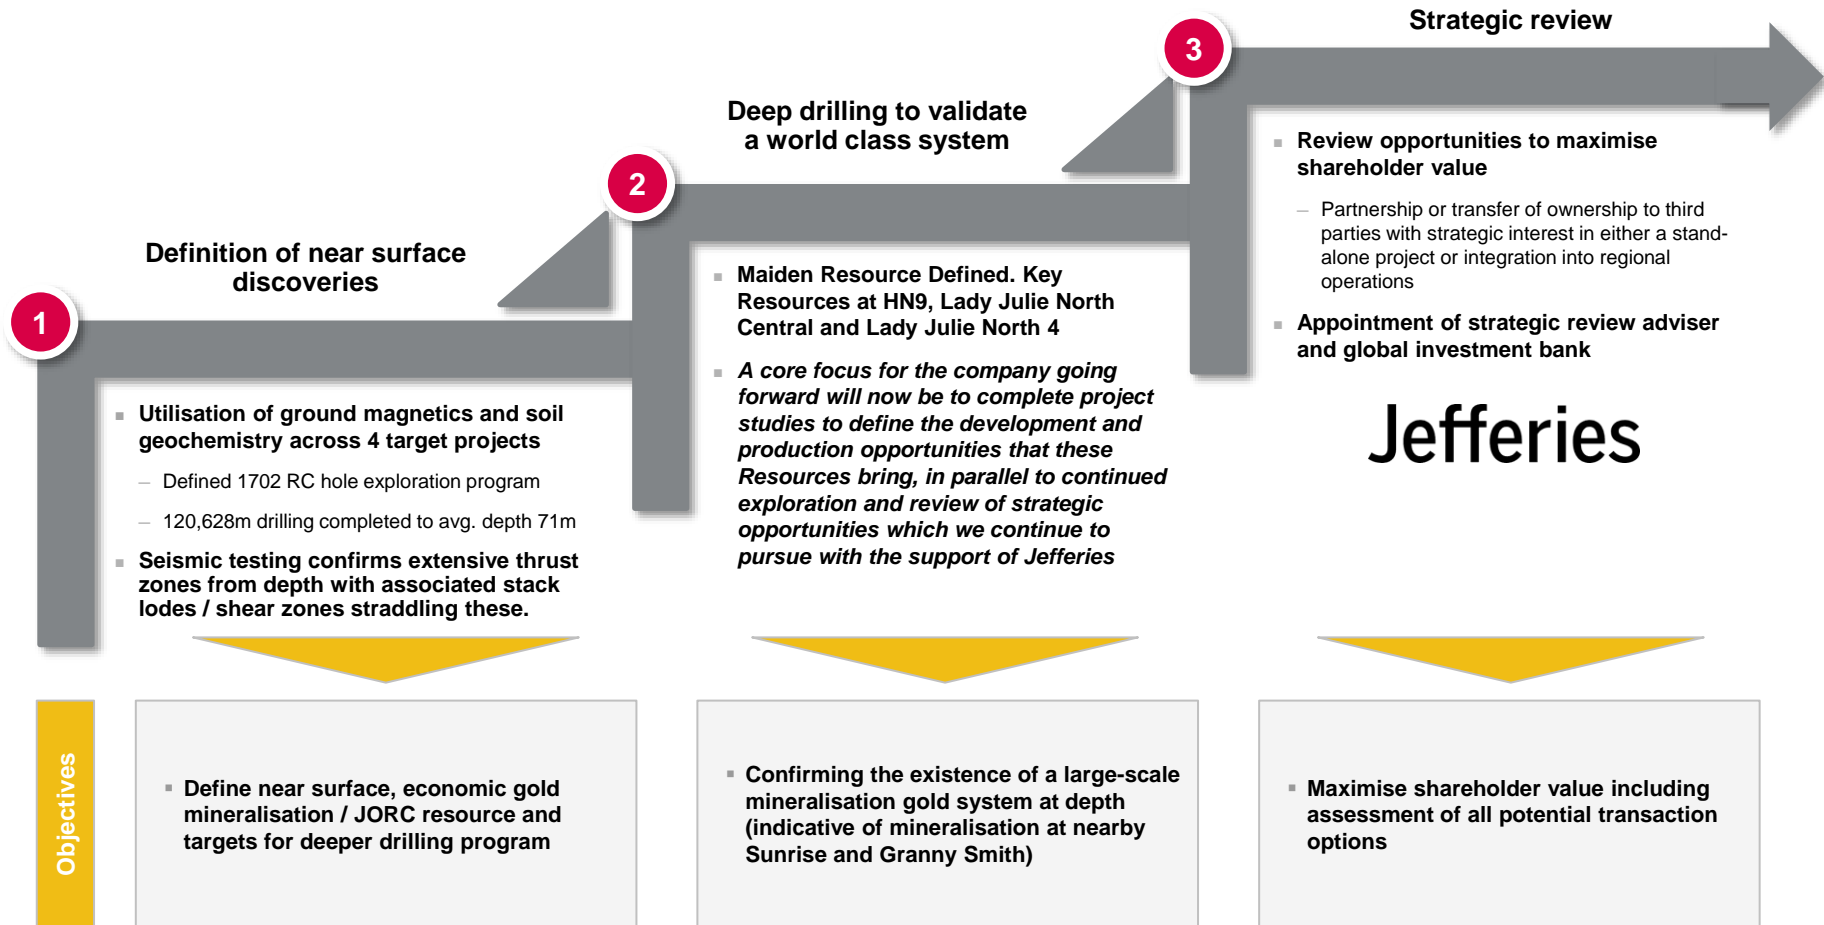 1
Definition of near surface
discoveries
Utilisation of ground magnetics and soil
geochemistry across 4 target projects
– Defined 1702 RC hole exploration program
– 120,628m drilling completed to avg. depth 71m
Seismic testing confirms extensive thrust
zones from depth with associated stack
lodes / shear zones straddling these.
2
Deep drilling to validate
a world class system
Maiden Resource Defined. Key
Resources at HN9, Lady Julie North
Central and Lady Julie North 4
A core focus for the company going
forward will now be to complete project
studies to define the development and
production opportunities that these
Resources bring, in parallel to continued
exploration and review of strategic
opportunities which we continue to
pursue with the support of Jefferies
3
Strategic review
Review opportunities to maximise
shareholder value
– Partnership or transfer of ownership to third
parties with strategic interest in either a stand-
alone project or integration into regional
operations
Appointment of strategic review adviser
and global investment bank
Jefferies
Objectives
Define near surface, economic gold
mineralisation / JORC resource and
targets for deeper drilling program
Confirming the existence of a large-scale
mineralisation gold system at depth
(indicative of mineralisation at nearby
Sunrise and Granny Smith)
Maximise shareholder value including
assessment of all potential transaction
options